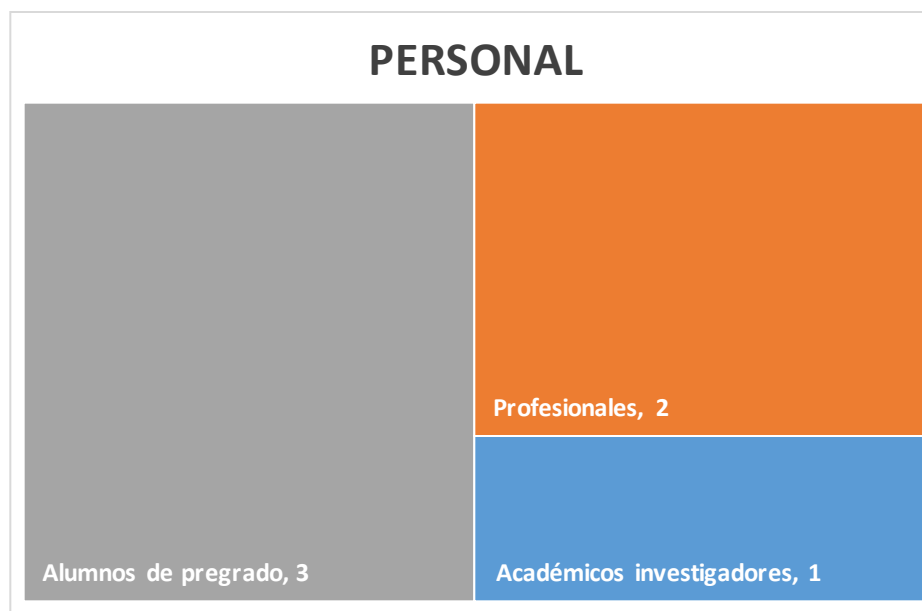 PERSONAL
Profesionales, 2
Alumnos de pregrado, 3
Académicos investigadores, 1